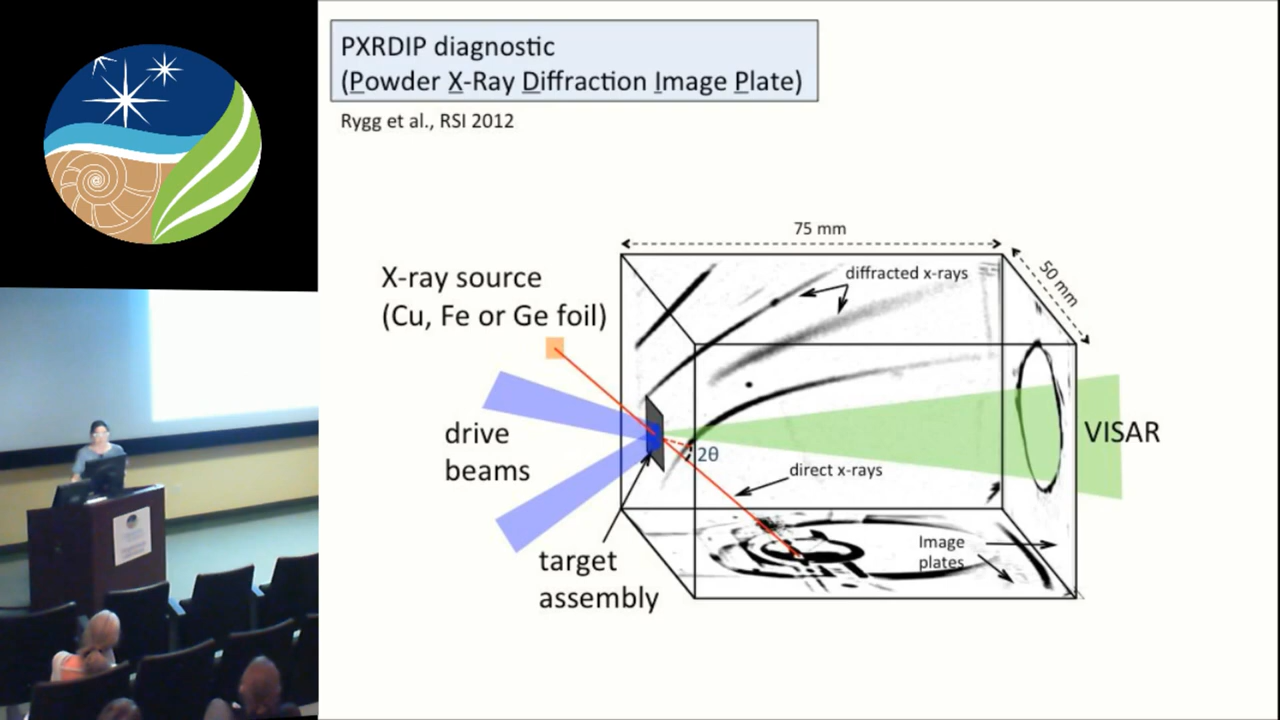 PXRDIP diagnostic
(Powder X-Ray Diffraction Image Plate)
Rygg et al., RSI 2012
75 mm
50 mm
diffracted x-rays
X-ray source
(Cu, Fe or Ge foil)
drive
beams
VISAR
2θ
direct x-rays
Image
plates
target
assembly